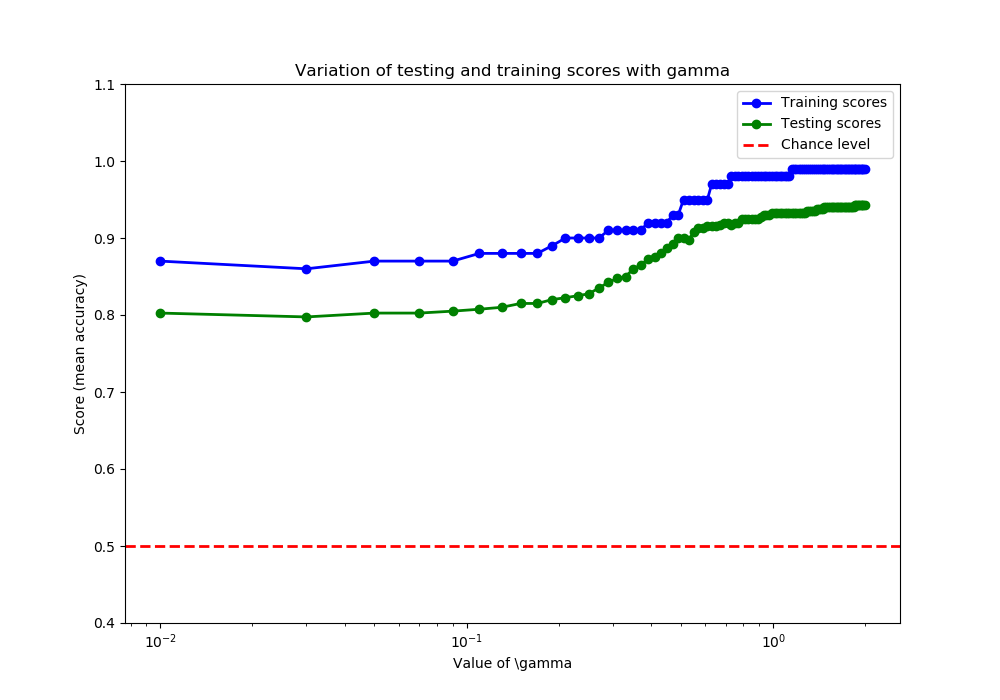 Variation of testing and training scores with gamma
1.1
1.0
0.9
0.8
0.7
0.6
0.5
0.4
Score (mean accuracy)
Training scores
Testing scores
Chance level
10⁻² 10⁻¹ 10⁰
Value of \gamma